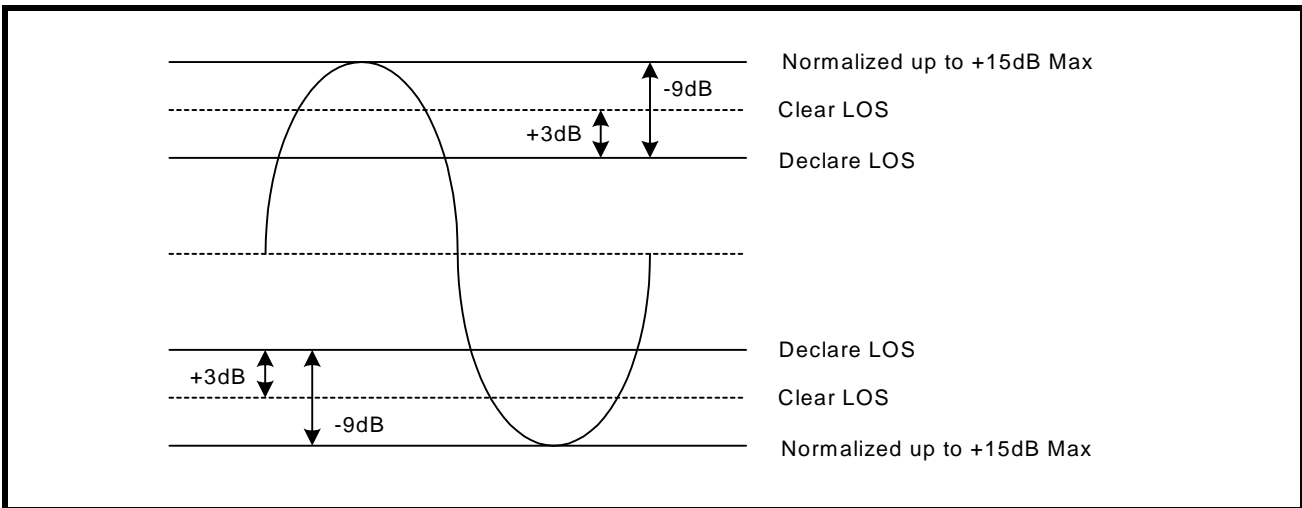 Normalized up to +15dB Max
-9dB
Clear LOS
+3dB
Declare LOS
Declare LOS
+3dB
Clear LOS
-9dB
Normalized up to +15dB Max